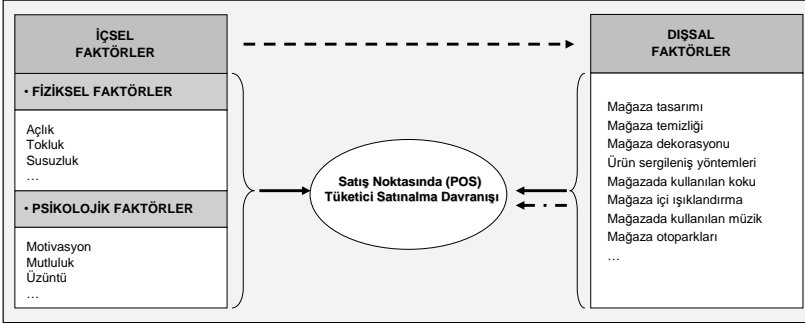 İÇSEL
FAKTÖRLER
• FİZİKSEL FAKTÖRLER
Açlık
Tokluk
Susuzluk
…
• PSİKOLOJİK FAKTÖRLER
Motivasyon
Mutluluk
Üzüntü
…
Satış Noktasında (POS)
Tüketici Satınalma Davranışı
DIŞSAL
FAKTÖRLER
Mağaza tasarımı
Mağaza temizliği
Mağaza dekorasyonu
Ürün sergileniş yöntemleri
Mağazada kullanılan koku
Mağaza içi ışıklandırma
Mağazada kullanılan müzik
Mağaza otoparkları
…